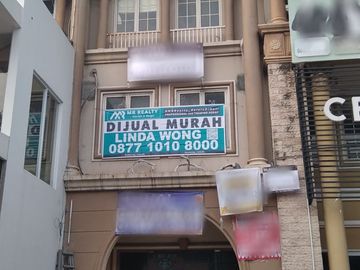 MR REALTY
DIJUAL MURAH
LINDA WONG
0877 1010 8000
CE